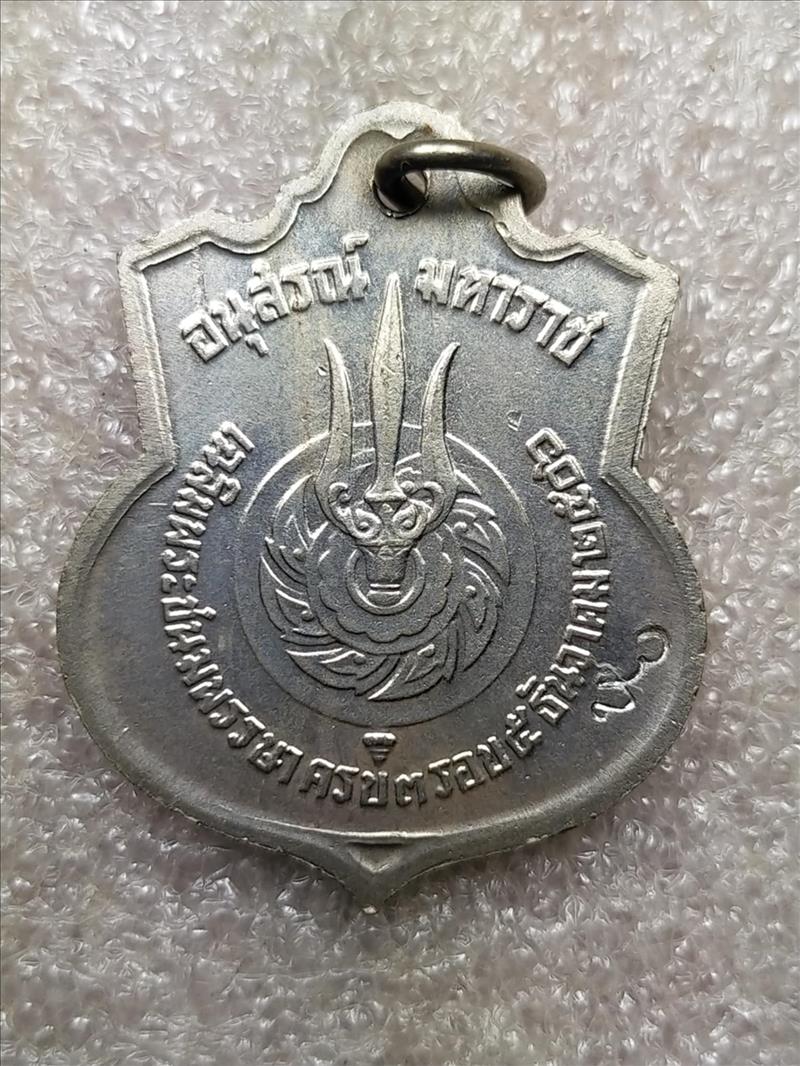 อนุสรณ์ มหาราช
เฉลิมพระชนมพรรษา ครบ๓ รอบ ๕ ธันวาคม ๒๕๐๖